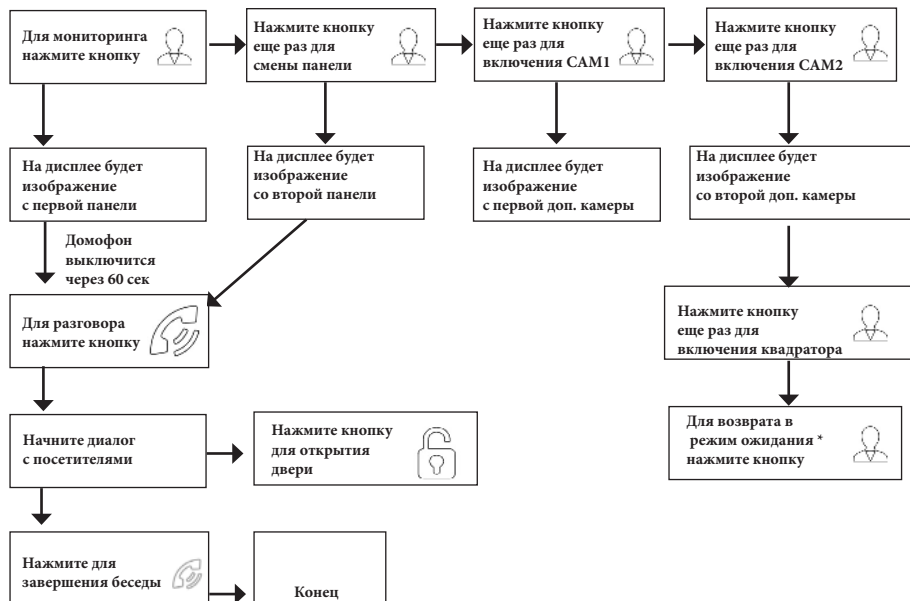 Для мониторинга
нажмите кнопку
Нажмите кнопку
еще раз для
смены панели
Нажмите кнопку
еще раз для
включения CAM1
Нажмите кнопку
еще раз для
включения CAM2
На дисплее будет
изображение
с первой панели
На дисплее будет
изображение
со второй панели
На дисплее будет
изображение
с первой доп. камеры
На дисплее будет
изображение
со второй доп. камеры
Домофон
выключится
через 60 сек
Для разговора
нажмите кнопку
Нажмите кнопку
еще раз для
включения квадратора
Начните диалог
с посетителями
Нажмите кнопку
для открытия
двери
Для возврата в
режим ожидания *
нажмите кнопку
Нажмите для
завершения беседы
Конец